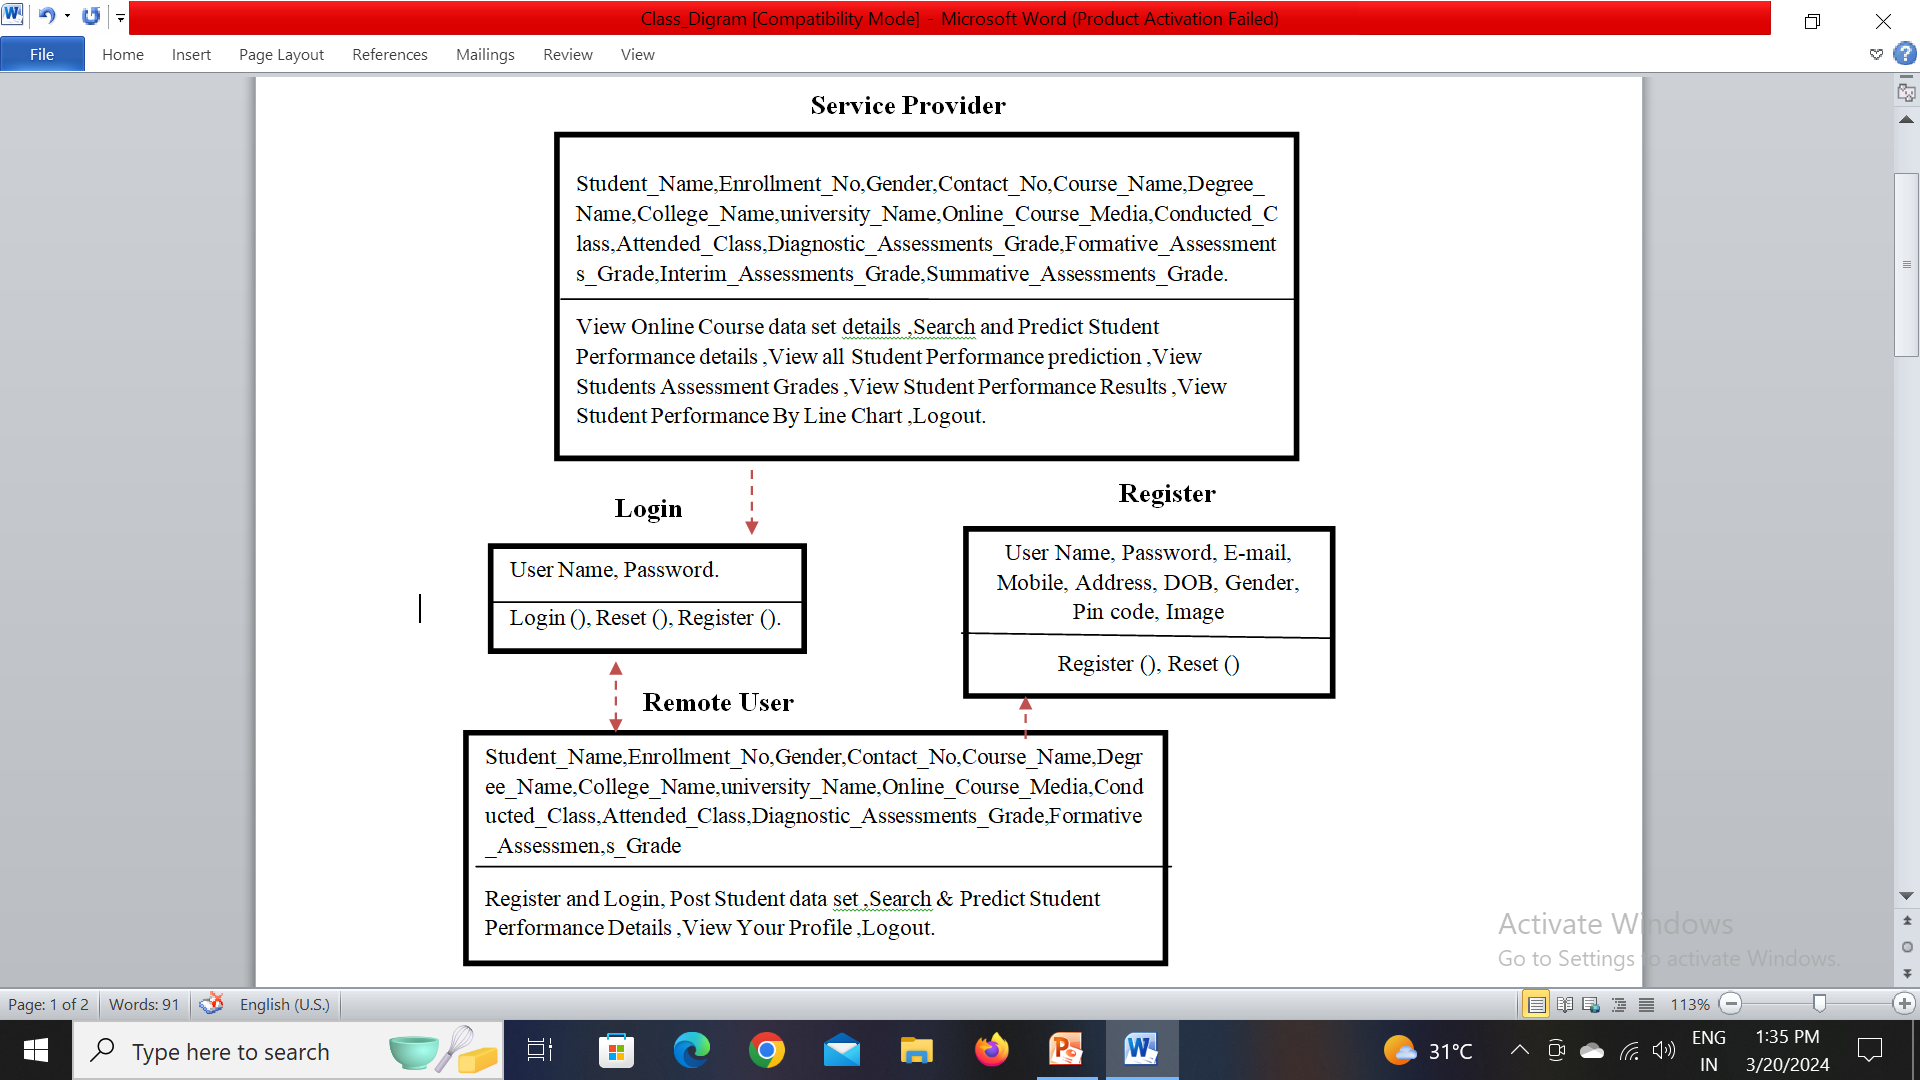 Class_Digram [Compatibility Mode] - Microsoft Word (Product Activation Failed)
File Home Insert Page Layout References Mailings Review View
Service Provider
Student_Name,Enrollment_No,Gender,Contact_No,Course_Name,Degree_
Name,College_Name,university_Name,Online_Course_Media,Conducted_C
lass,Attended_Class,Diagnostic_Assessments_Grade,Formative_Assessment
s_Grade,Interim_Assessments_Grade,Summative_Assessments_Grade.
View Online Course data set details ,Search and Predict Student
Performance details ,View all Student Performance prediction ,View
Students Assessment Grades ,View Student Performance Results ,View
Student Performance By Line Chart ,Logout.
Login
User Name, Password.
Login (), Reset (), Register ().
Register
User Name, Password, E-mail,
Mobile, Address, DOB, Gender,
Pin code, Image
Register (), Reset ()
Remote User
Student_Name,Enrollment_No,Gender,Contact_No,Course_Name,Degr
ee_Name,College_Name,university_Name,Online_Course_Media,Cond
ucted_Class,Attended_Class,Diagnostic_Assessments_Grade,Formative
_Assessmen,s_Grade
Register and Login, Post Student data set ,Search & Predict Student
Performance Details ,View Your Profile ,Logout.
Activate Windows
Go to Settings to activate Windows.
Page: 1 of 2 Words: 91 English (U.S.) 113%
Type here to search 31°C ENG 1:35 PM
IN 3/20/2024